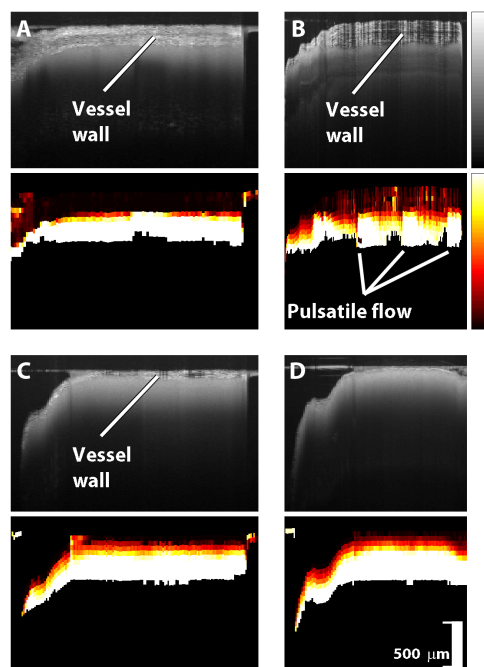 A
Vessel
wall
B
Vessel
wall
Pulsatile flow
C
Vessel
wall
D
500 μm